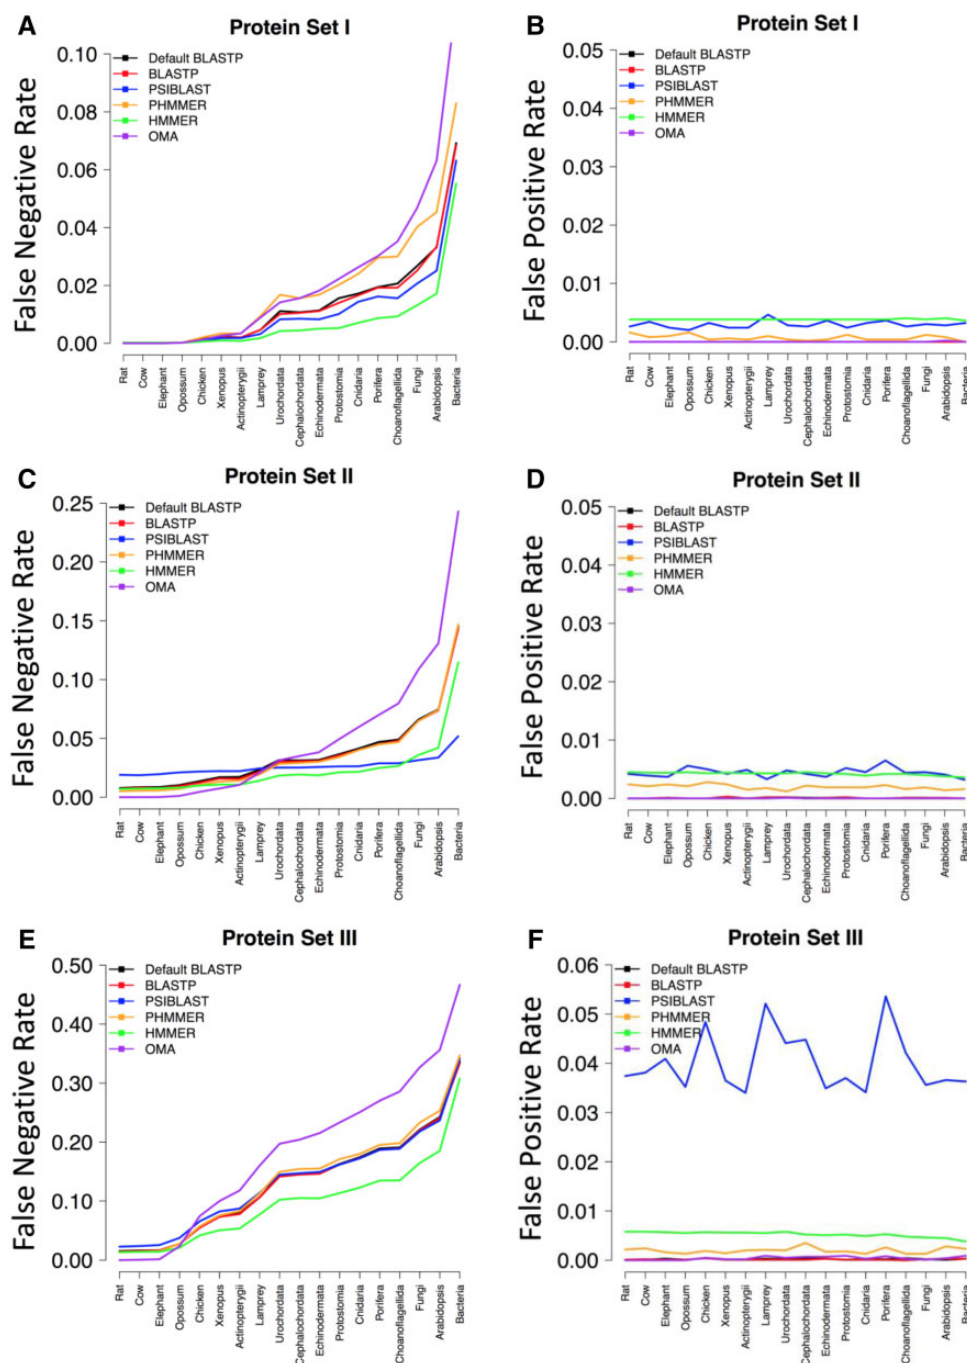 A
Protein Set I
False Negative Rate
0.10
0.08
0.06
0.04
0.02
0.00
Default BLASTP
BLASTP
PSIBLAST
PHMMER
HMMER
OMA
Rat
Cow
Elephant
Opossum
Chicken
Xenopus
Actinopterygii
Lamprey
Urochordata
Cephalochordata
Echinodermata
Protostomia
Cnidaria
Porifera
Choanoflagellida
Fungi
Arabidopsis
Bacteria
B
Protein Set I
False Positive Rate
0.05
0.04
0.03
0.02
0.01
0.00
Default BLASTP
BLASTP
PSIBLAST
PHMMER
HMMER
OMA
Rat
Cow
Elephant
Opossum
Chicken
Xenopus
Actinopterygii
Lamprey
Urochordata
Cephalochordata
Echinodermata
Protostomia
Cnidaria
Porifera
Choanoflagellida
Fungi
Arabidopsis
Bacteria
C
Protein Set II
False Negative Rate
0.25
0.20
0.15
0.10
0.05
0.00
Default BLASTP
BLASTP
PSIBLAST
PHMMER
HMMER
OMA
Rat
Cow
Elephant
Opossum
Chicken
Xenopus
Actinopterygii
Lamprey
Urochordata
Cephalochordata
Echinodermata
Protostomia
Cnidaria
Porifera
Choanoflagellida
Fungi
Arabidopsis
Bacteria
D
Protein Set II
False Positive Rate
0.05
0.04
0.03
0.02
0.01
0.00
Default BLASTP
BLASTP
PSIBLAST
PHMMER
HMMER
OMA
Rat
Cow
Elephant
Opossum
Chicken
Xenopus
Actinopterygii
Lamprey
Urochordata
Cephalochordata
Echinodermata
Protostomia
Cnidaria
Porifera
Choanoflagellida
Fungi
Arabidopsis
Bacteria
E
Protein Set III
False Negative Rate
0.50
0.40
0.30
0.20
0.10
0.00
Default BLASTP
BLASTP
PSIBLAST
PHMMER
HMMER
OMA
Rat
Cow
Elephant
Opossum
Chicken
Xenopus
Actinopterygii
Lamprey
Urochordata
Cephalochordata
Echinodermata
Protostomia
Cnidaria
Porifera
Choanoflagellida
Fungi
Arabidopsis
Bacteria
F
Protein Set III
False Positive Rate
0.06
0.05
0.04
0.03
0.02
0.01
0.00
Default BLASTP
BLASTP
PSIBLAST
PHMMER
HMMER
OMA
Rat
Cow
Elephant
Opossum
Chicken
Xenopus
Actinopterygii
Lamprey
Urochordata
Cephalochordata
Echinodermata
Protostomia
Cnidaria
Porifera
Choanoflagellida
Fungi
Arabidopsis
Bacteria